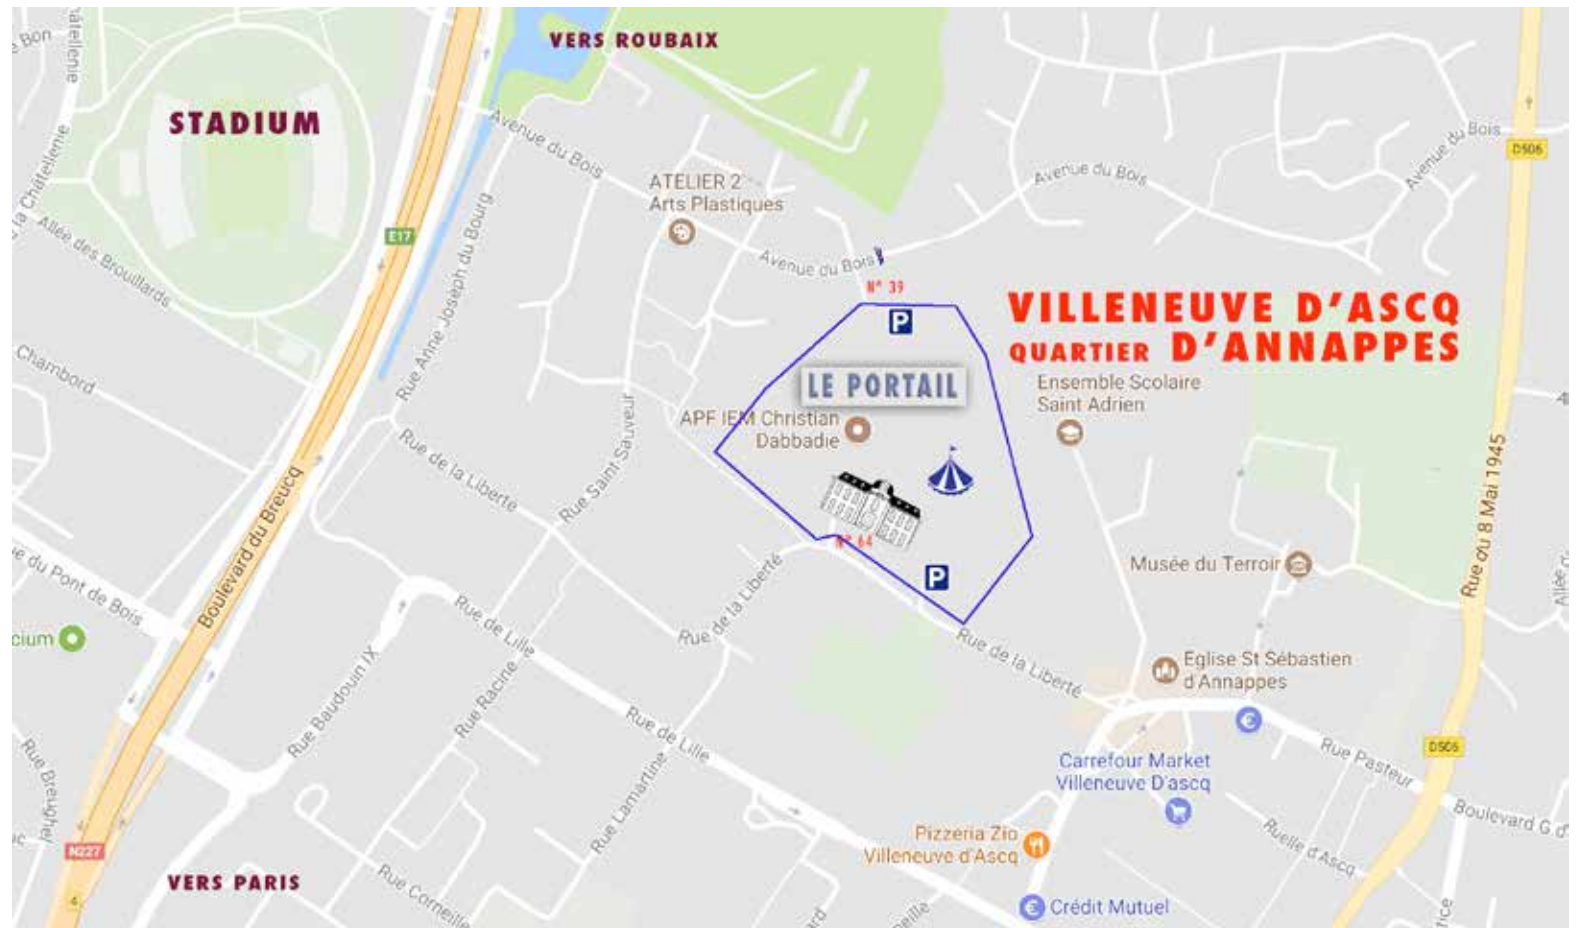 VERS ROUBAIX
STADIUM
Avenue du Bois
Avenue du Bois
D506
ATELIER 2
Arts Plastiques
Avenue du Bois
la Châtellenie
Allée des Brouillards
E17
Rue Anne Joseph du Bourg
Avenue du Bois
N° 39
P
VILLENEUVE D'ASCQ
QUARTIER D'ANNAPPES
LE PORTAIL
Ensemble Scolaire
Saint Adrien
Chambord
APF IEM Christian
Dabbadie
Rue de la Liberte
Rue Saint-Sauveur
Boulevard du Breucq
Rue du 8 Mai 1945
N° 64
P
Musée du Terroir
e du Pont de Bois
cium
Rue de la Liberté
Rue de Lille
Rue de la Liberté
Eglise St Sébastien
d'Annappes
Rue Baudouin IX
Rue Racine
Rue de Lille
Rue Pasteur
D506
Carrefour Market
Villeneuve D'ascq
Rue Breughel
Rue Lamartine
Boulevard G d
Ruelle d'Ascq
Pizzeria Zio
Villeneuve d'Ascq
N227
VERS PARIS
Rue Corneille
4
Crédit Mutuel